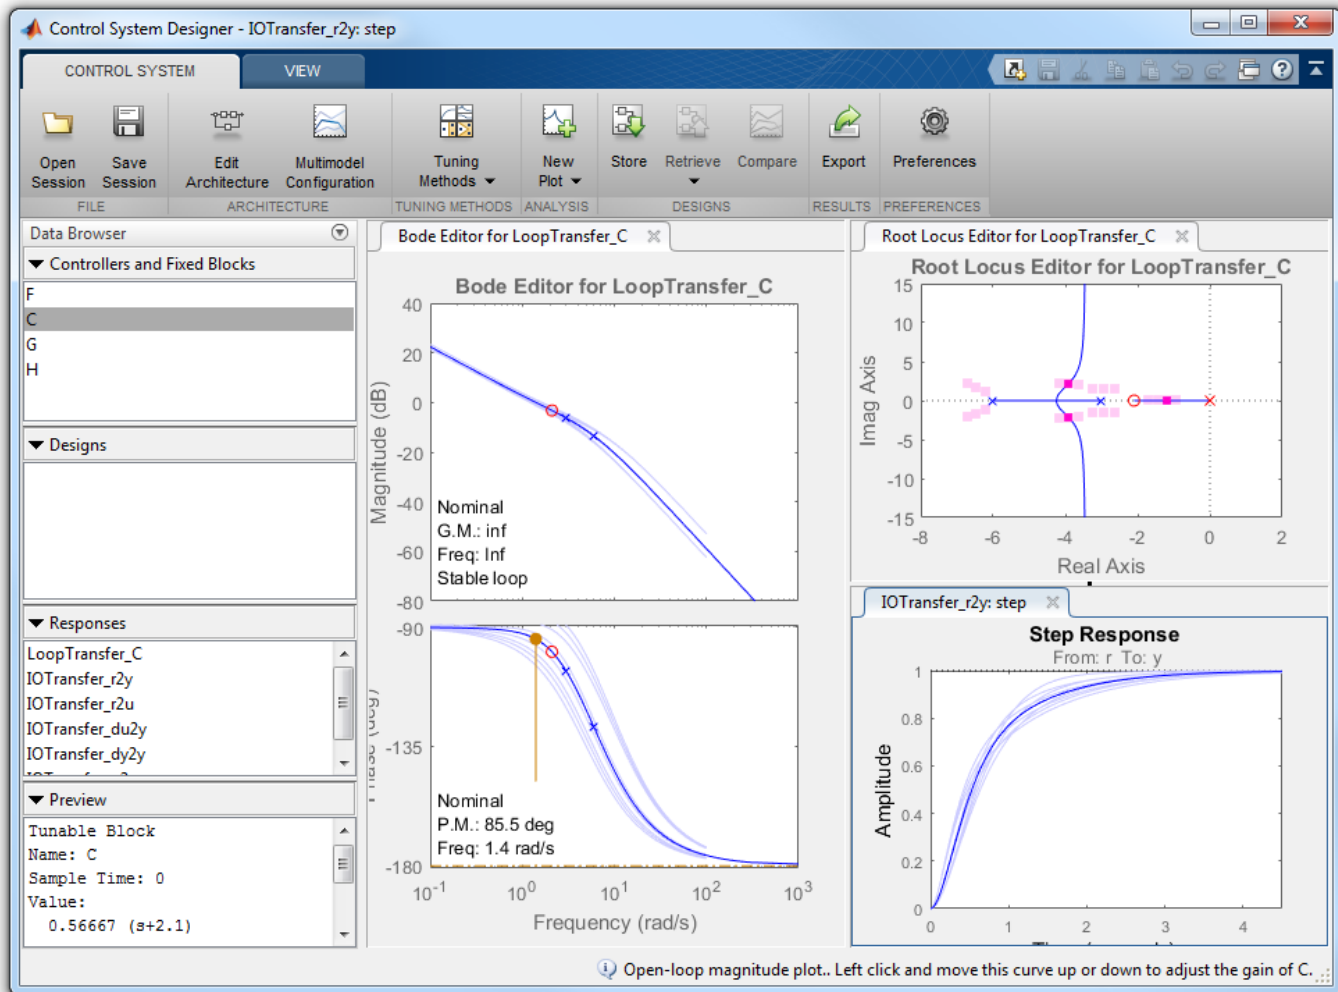 Control System Designer - IOTransfer_r2y: step
CONTROL SYSTEM
VIEW
Open Session
Save Session
Edit Architecture
Multimodel Configuration
Tuning Methods
New Plot
Store
Retrieve
Compare
Export
Preferences
FILE
ARCHITECTURE
TUNING METHODS
ANALYSIS
DESIGNS
RESULTS
PREFERENCES
Data Browser
Controllers and Fixed Blocks
F
C
G
H
Designs
Responses
LoopTransfer_C
IOTransfer_r2y
IOTransfer_r2u
IOTransfer_du2y
IOTransfer_dy2y
Preview
Tunable Block
Name: C
Sample Time: 0
Value:
0.56667 (s+2.1)
Bode Editor for LoopTransfer_C
Bode Editor for LoopTransfer_C
Magnitude (dB)
40
20
0
-20
-40
-60
-80
Nominal
G.M.: inf
Freq: Inf
Stable loop
Phase (deg)
-90
-135
-180
Nominal
P.M.: 85.5 deg
Freq: 1.4 rad/s
10⁻¹ 10⁰ 10¹ 10² 10³
Frequency (rad/s)
Root Locus Editor for LoopTransfer_C
Root Locus Editor for LoopTransfer_C
Imag Axis
15
10
5
0
-5
-10
-15
-8 -6 -4 -2 0 2
Real Axis
IOTransfer_r2y: step
Step Response
From: r To: y
Amplitude
1
0.8
0.6
0.4
0.2
0
0 1 2 3 4
Open-loop magnitude plot.. Left click and move this curve up or down to adjust the gain of C.